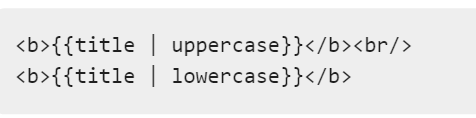 <b>{{title | uppercase}}</b><br/>
<b>{{title | lowercase}}</b>